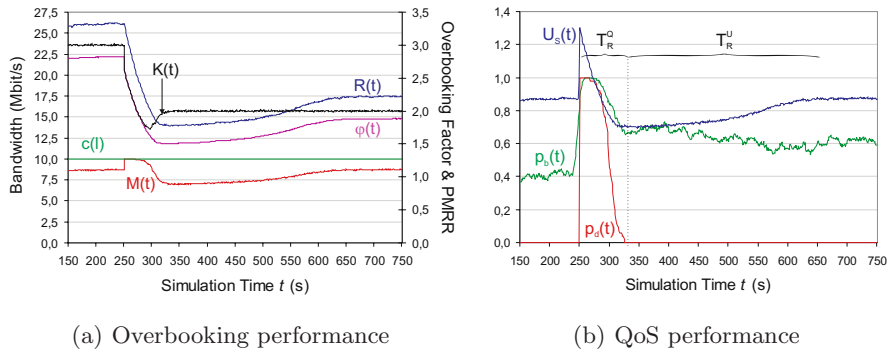 27,5
25,0
22,5
20,0
17,5
15,0
12,5
10,0
7,5
5,0
2,5
0,0
Bandwidth (Mbit/s)
3,5
3,0
2,5
2,0
1,5
1,0
0,5
0,0
Overbooking Factor & PMRR
K(t)
R(t)
φ(t)
c(l)
M(t)
150 200 250 300 350 400 450 500 550 600 650 700 750
Simulation Time t (s)
(a) Overbooking performance
1,4
1,2
1,0
0,8
0,6
0,4
0,2
0,0
U_S(t)
T_R^Q
T_R^U
p_b(t)
p_d(t)
150 200 250 300 350 400 450 500 550 600 650 700 750
Simulation Time t (s)
(b) QoS performance